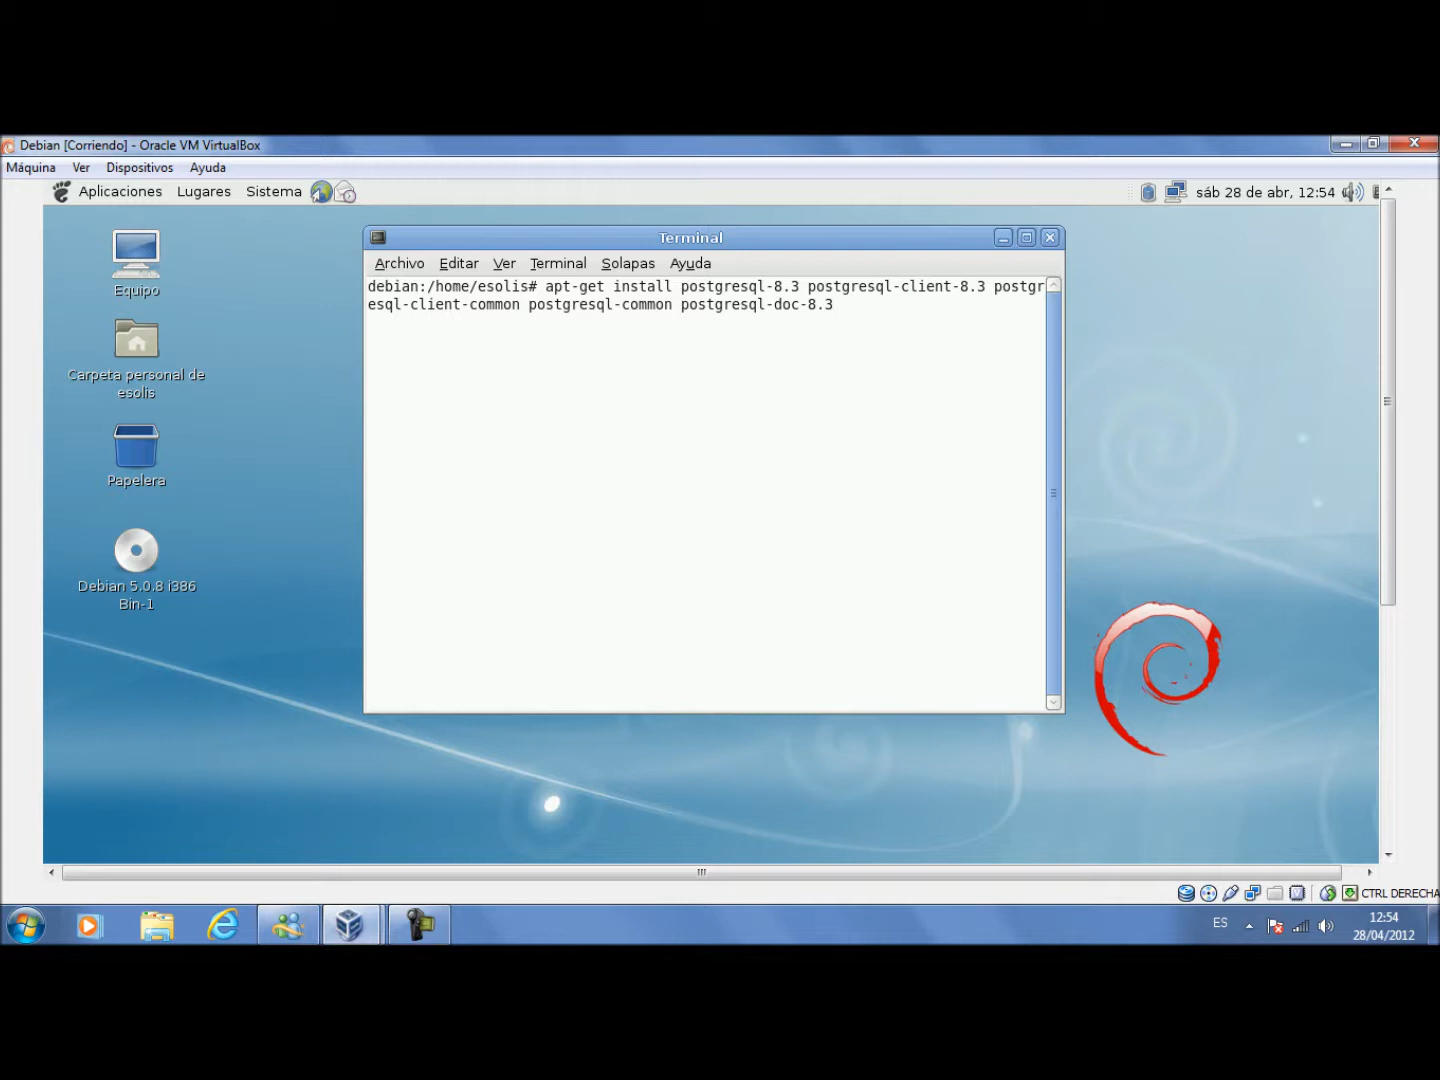 Debian [Corriendo] - Oracle VM VirtualBox
Máquina Ver Dispositivos Ayuda
Aplicaciones Lugares Sistema
sáb 28 de abr, 12:54
Equipo
Carpeta personal de
esolis
Papelera
Debian 5.0.8 i386
Bin-1
Terminal
Archivo Editar Ver Terminal Solapas Ayuda
debian:/home/esolis# apt-get install postgresql-8.3 postgresql-client-8.3 postgr
esql-client-common postgresql-common postgresql-doc-8.3
CTRL DERECHA
ES
12:54
28/04/2012